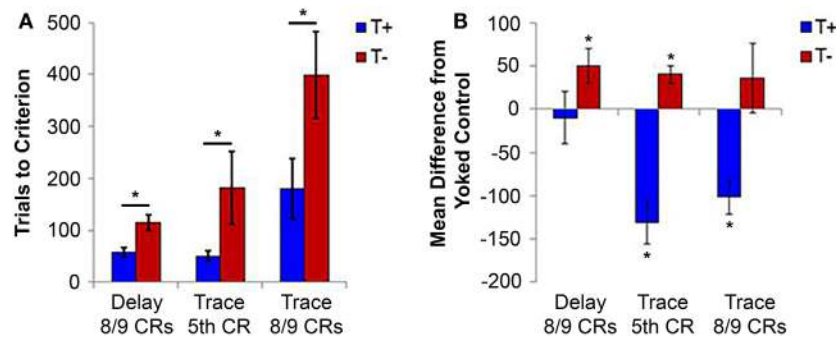 A
Trials to Criterion
500
400
300
200
100
0
*
*
*
T+
T-
Delay
8/9 CRs
Trace
5th CR
Trace
8/9 CRs
B
Mean Difference from
Yoked Control
100
50
0
-50
-100
-150
-200
*
*
*
*
T+
T-
Delay
8/9 CRs
Trace
5th CR
Trace
8/9 CRs